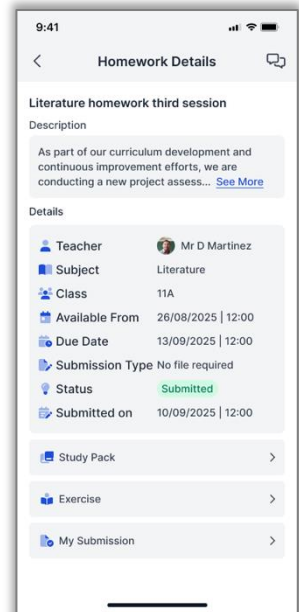 9:41
Homework Details
Literature homework third session
Description
As part of our curriculum development and
continuous improvement efforts, we are
conducting a new project assess... See More
Details
Teacher Mr D Martinez
Subject Literature
Class 11A
Available From 26/08/2025 | 12:00
Due Date 13/09/2025 | 12:00
Submission Type No file required
Status Submitted
Submitted on 10/09/2025 | 12:00
Study Pack
Exercise
My Submission